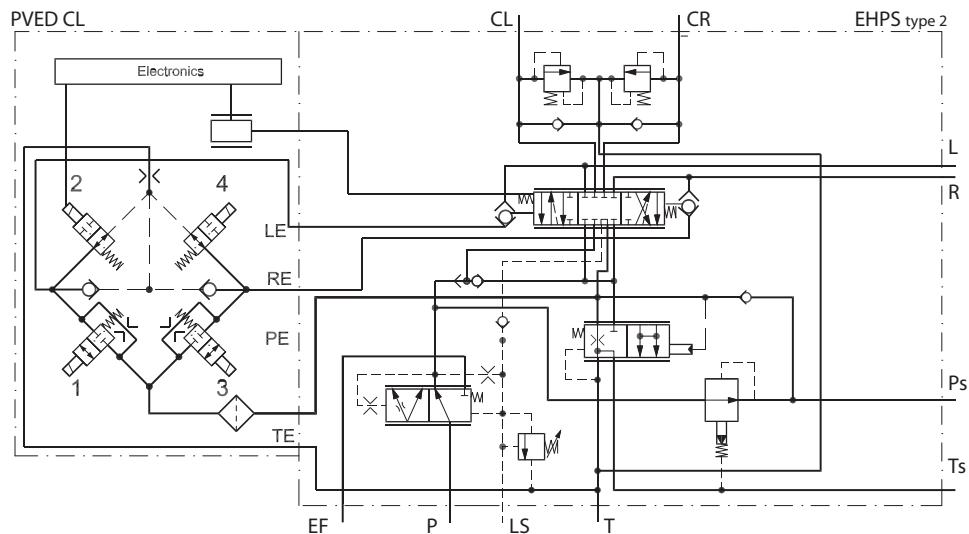 PVED CL
CL
CR
EHPS type 2
Electronics
L
R
2
4
LE
RE
PE
1
3
TE
Ps
Ts
EF
P
LS
T